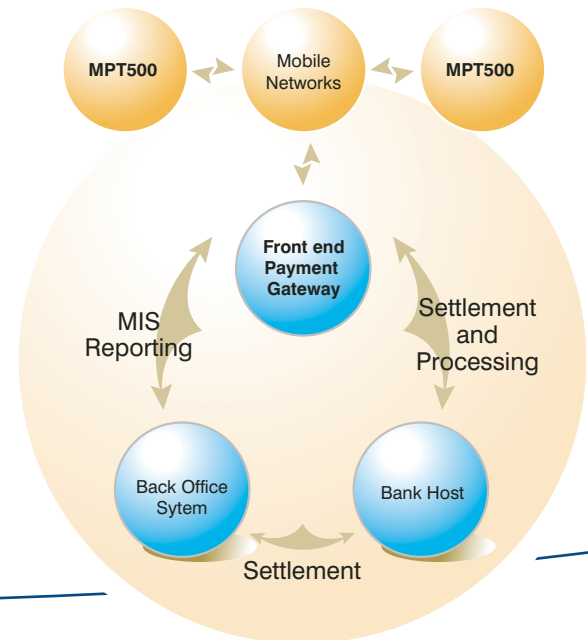 MPT500
Mobile
Networks
MPT500
Front end
Payment
Gateway
MIS
Reporting
Settlement
and
Processing
Back Office
Sytem
Bank Host
Settlement